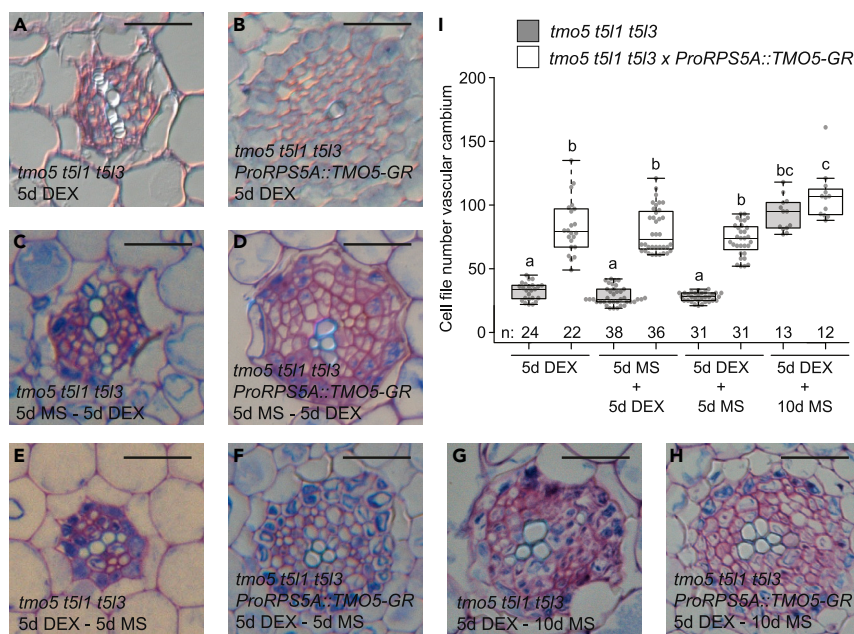 A
tmo5 t5l1 t5l3
5d DEX
B
tmo5 t5l1 t5l3
ProRPS5A::TMO5-GR
5d DEX
C
tmo5 t5l1 t5l3
5d MS - 5d DEX
D
tmo5 t5l1 t5l3
ProRPS5A::TMO5-GR
5d MS - 5d DEX
I
tmo5 t5l1 t5l3
tmo5 t5l1 t5l3 x ProRPS5A::TMO5-GR
Cell file number vascular cambium
200
150
100
50
0
a
b
a
b
a
b
bc
c
n: 24 22 38 36 31 31 13 12
5d DEX
5d MS
+
5d DEX
5d DEX
+
5d MS
5d DEX
+
10d MS
E
tmo5 t5l1 t5l3
5d DEX - 5d MS
F
tmo5 t5l1 t5l3
ProRPS5A::TMO5-GR
5d DEX - 5d MS
G
tmo5 t5l1 t5l3
5d DEX - 10d MS
H
tmo5 t5l1 t5l3
ProRPS5A::TMO5-GR
5d DEX - 10d MS